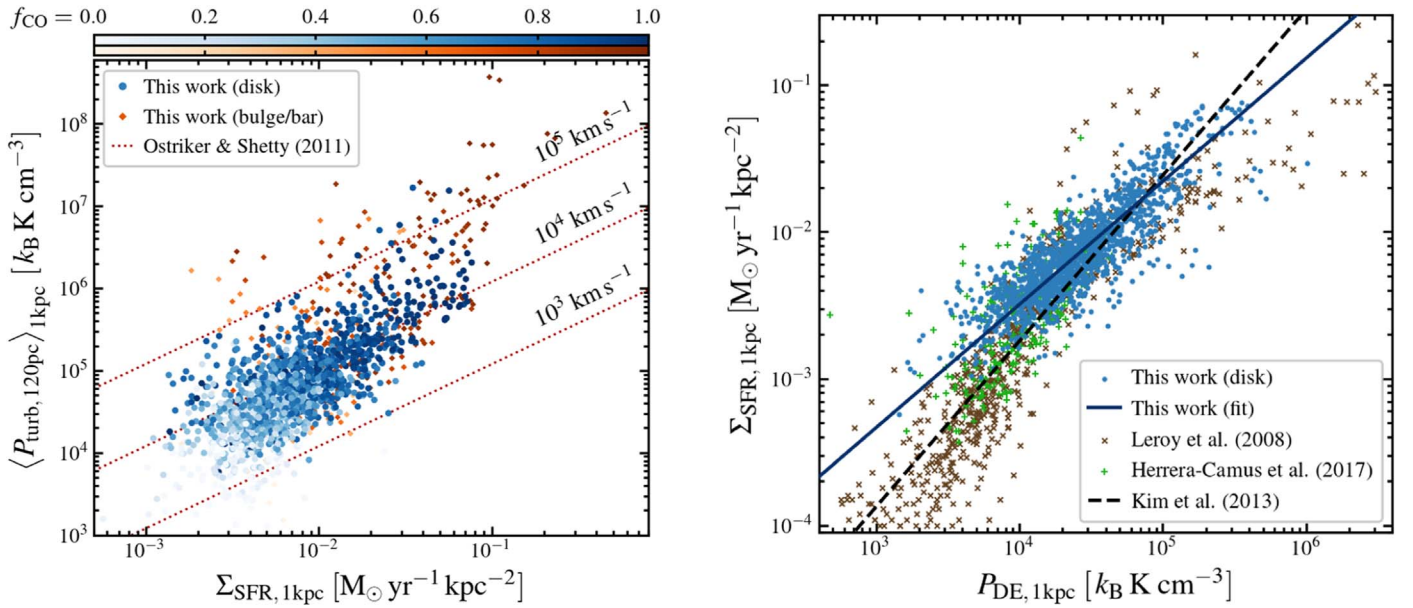 f_CO = 0.0 0.2 0.4 0.6 0.8 1.0
This work (disk)
This work (bulge/bar)
Ostriker & Shetty (2011)
10^5 km s^−1
10^4 km s^−1
10^3 km s^−1
10^8
10^7
10^6
10^5
10^4
10^3
⟨P_turb, 120pc⟩_1kpc [k_B K cm^−3]
10^−3 10^−2 10^−1
Σ_SFR, 1kpc [M_⊙ yr^−1 kpc^−2]
10^−1
10^−2
10^−3
10^−4
Σ_SFR, 1kpc [M_⊙ yr^−1 kpc^−2]
This work (disk)
This work (fit)
Leroy et al. (2008)
Herrera-Camus et al. (2017)
Kim et al. (2013)
10^3 10^4 10^5 10^6
P_DE, 1kpc [k_B K cm^−3]